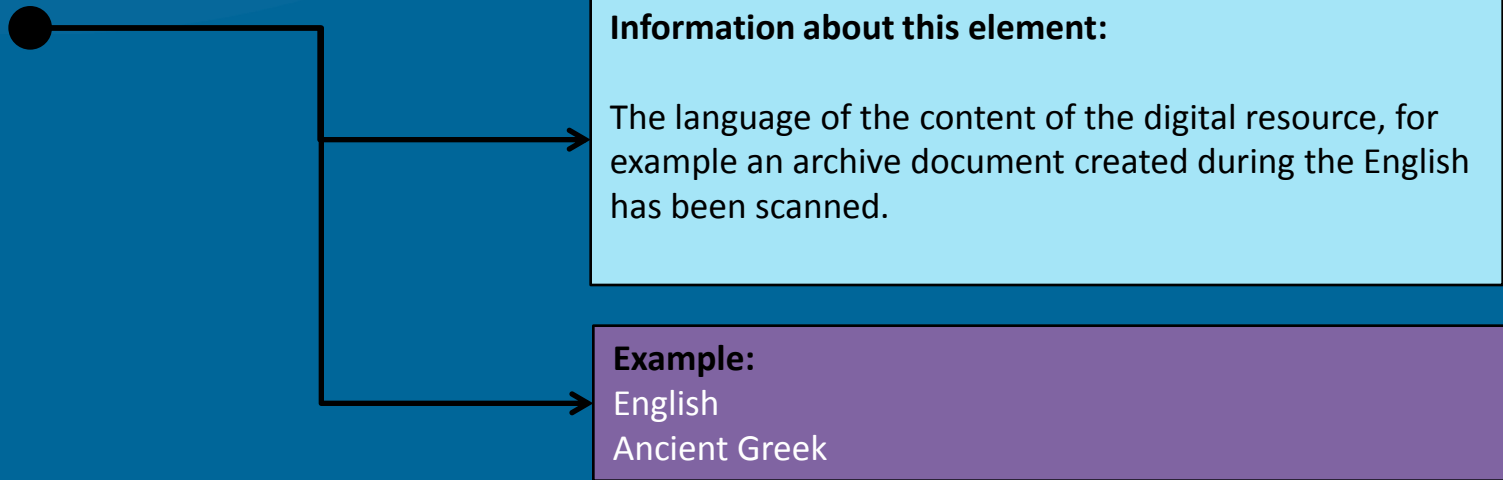 Information about this element:
The language of the content of the digital resource, for
example an archive document created during the English
has been scanned.
Example:
English
Ancient Greek